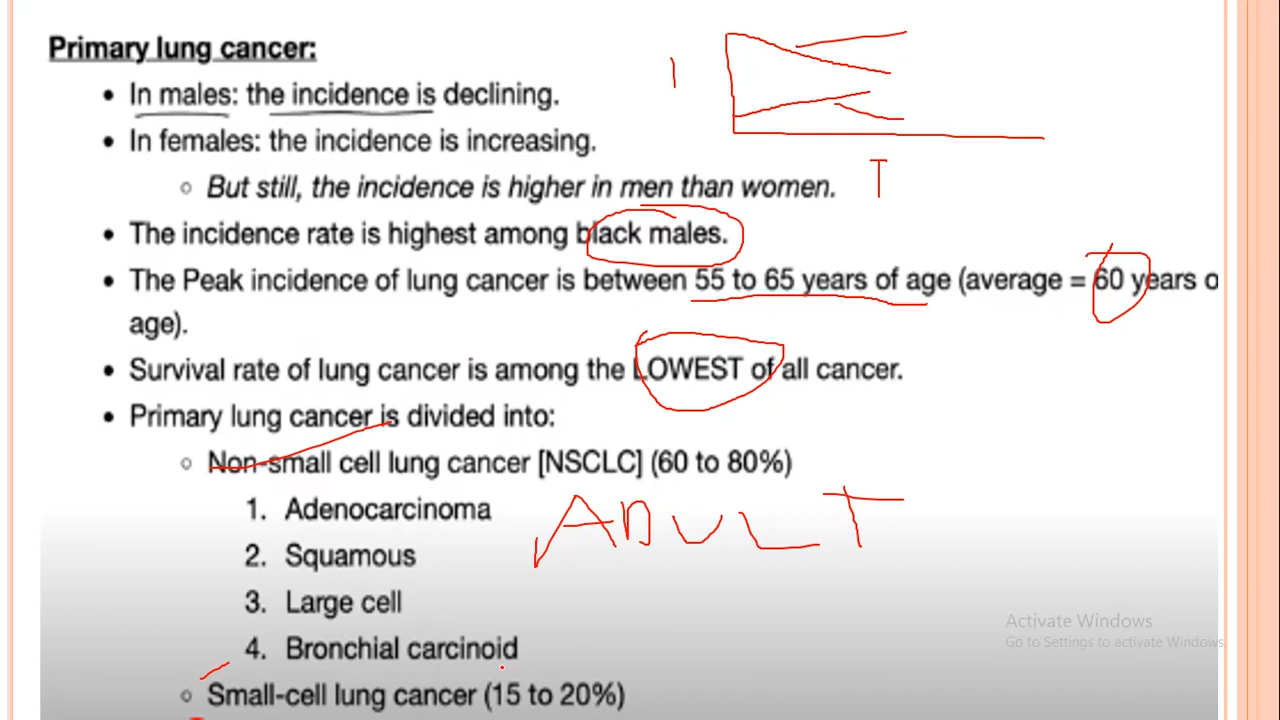 Primary lung cancer:
• In males: the incidence is declining.
I
• In females: the incidence is increasing.
○ But still, the incidence is higher in men than women.
T
• The incidence rate is highest among black males.
• The Peak incidence of lung cancer is between 55 to 65 years of age (average = 60 years o
age).
• Survival rate of lung cancer is among the LOWEST of all cancer.
• Primary lung cancer is divided into:
○ Non-small cell lung cancer [NSCLC] (60 to 80%)
1. Adenocarcinoma
ADULT
2. Squamous
3. Large cell
4. Bronchial carcinoid
○ Small-cell lung cancer (15 to 20%)
Activate Windows
Go to Settings to activate Windows.